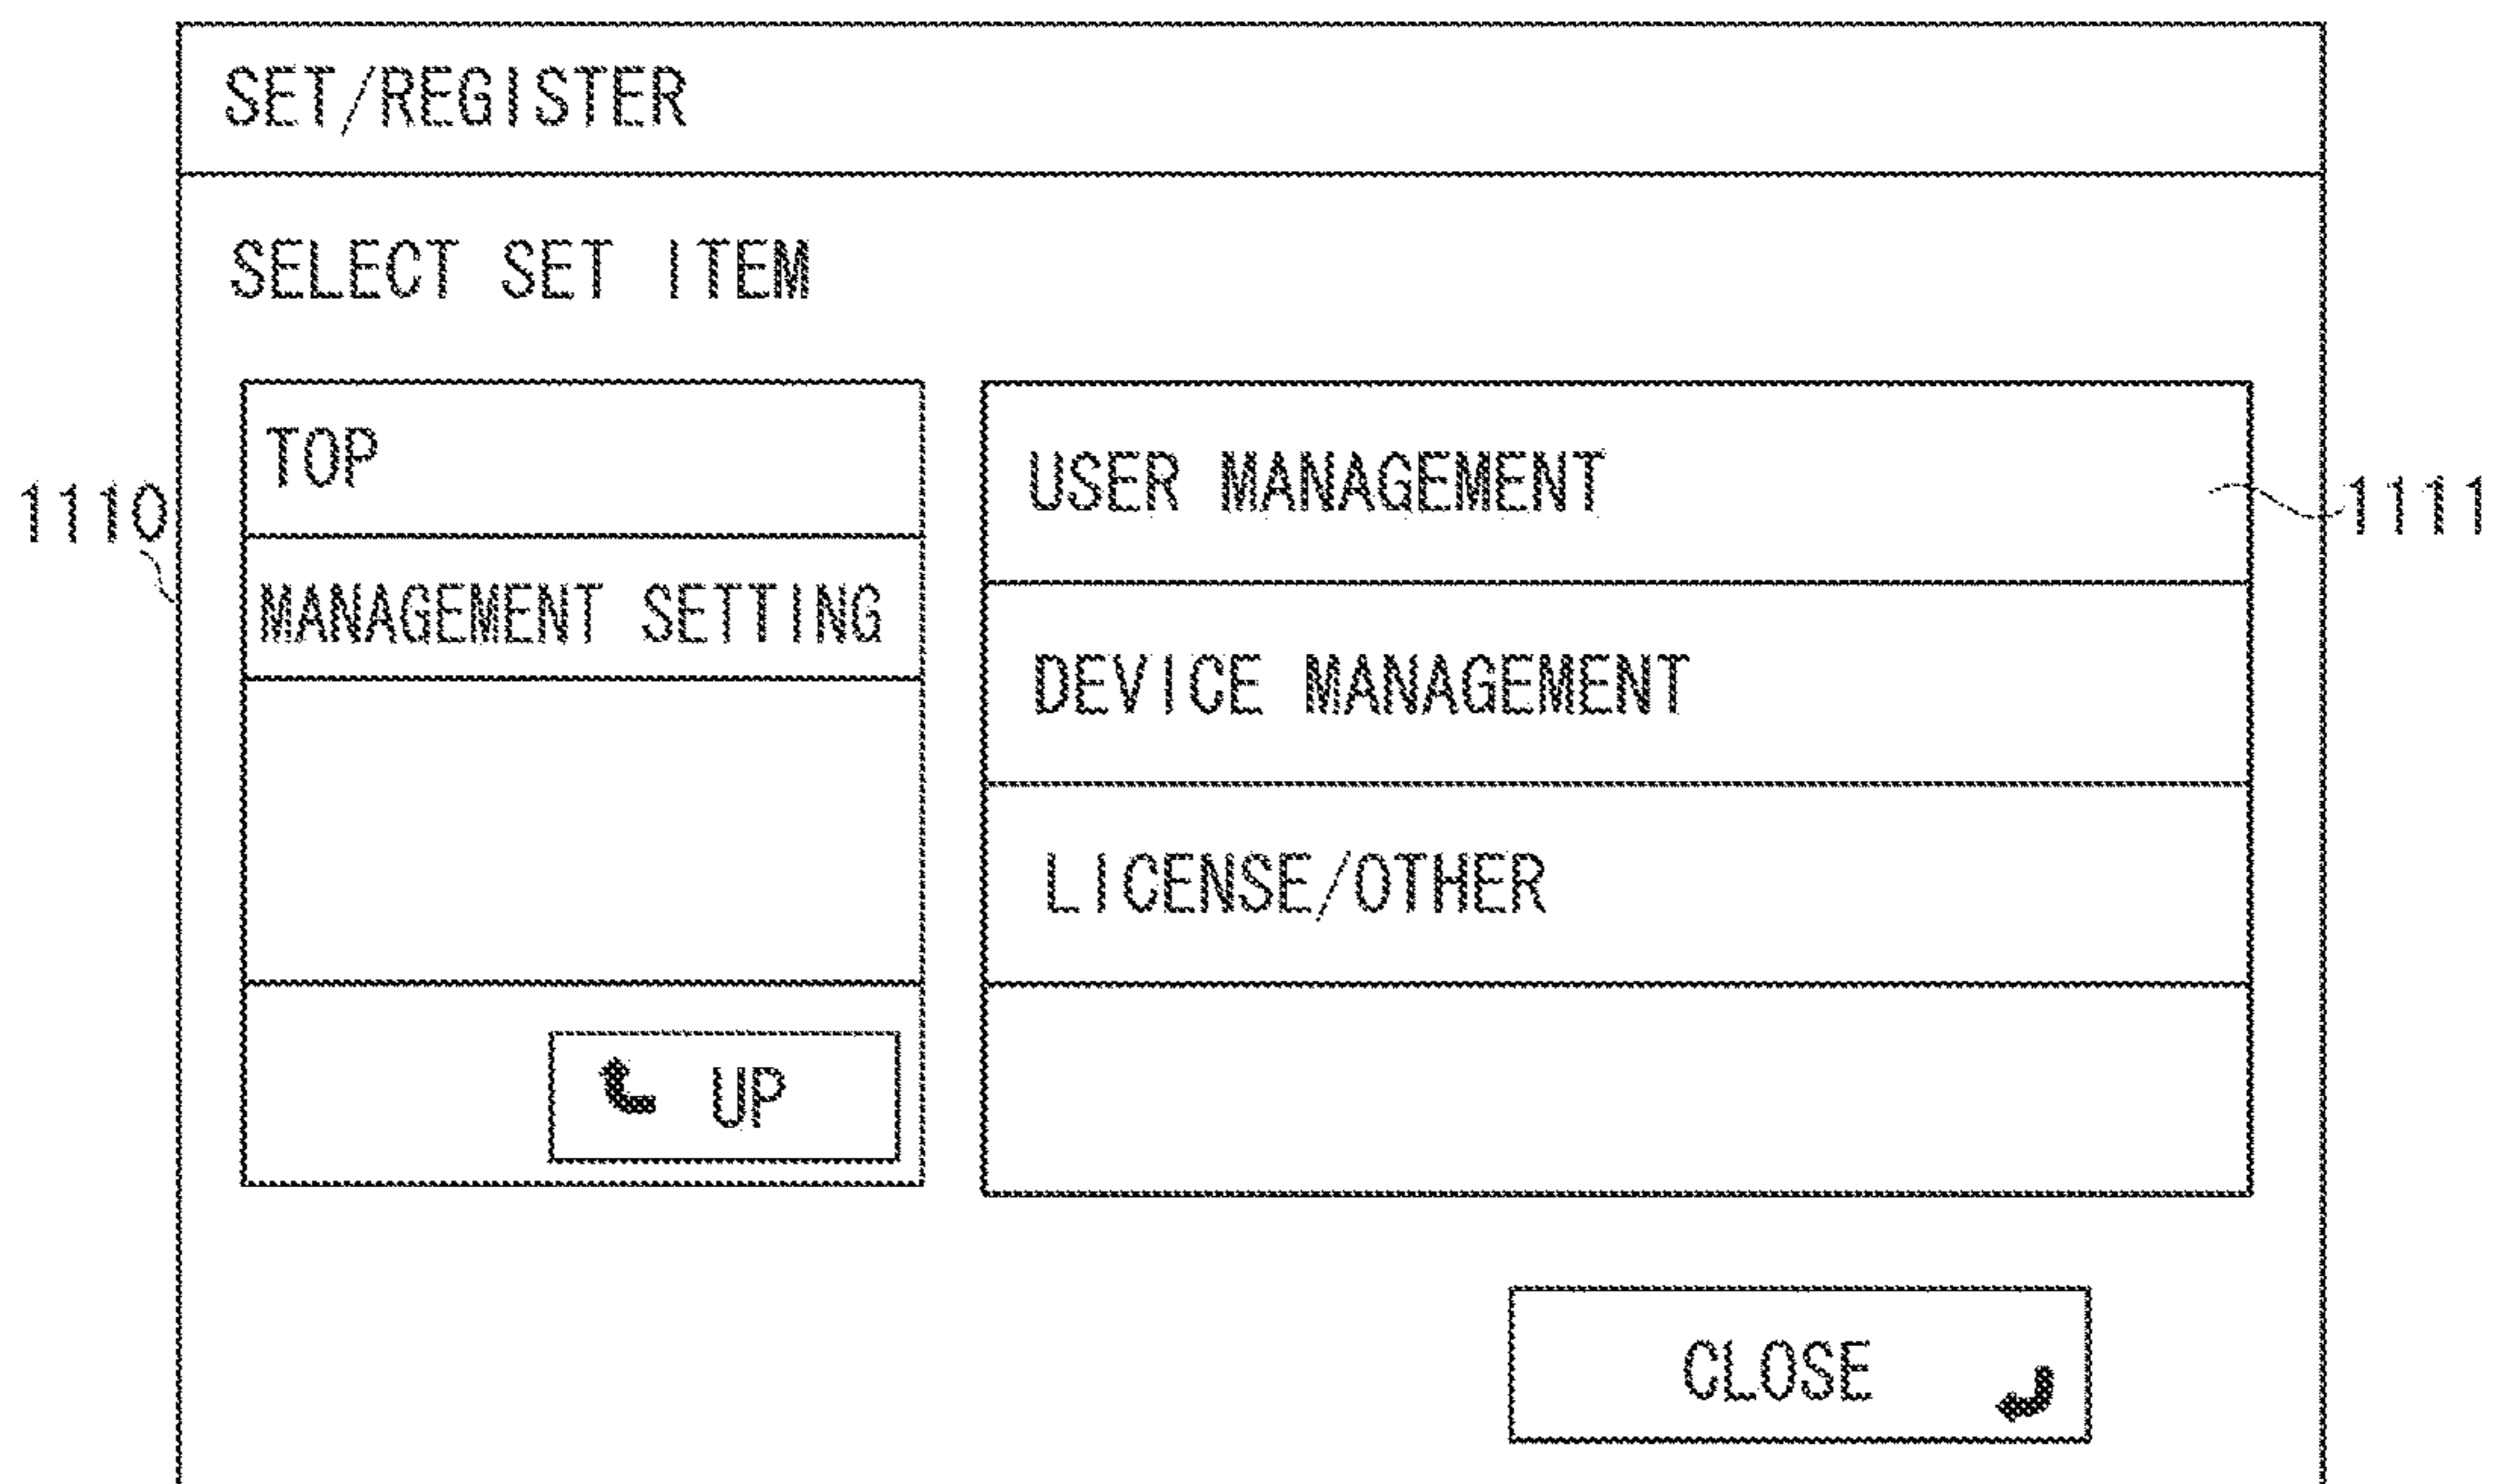 SET/REGISTER
SELECT SET ITEM
TOP
MANAGEMENT SETTING
UP
1110
USER MANAGEMENT
1111
DEVICE MANAGEMENT
LICENSE/OTHER
CLOSE